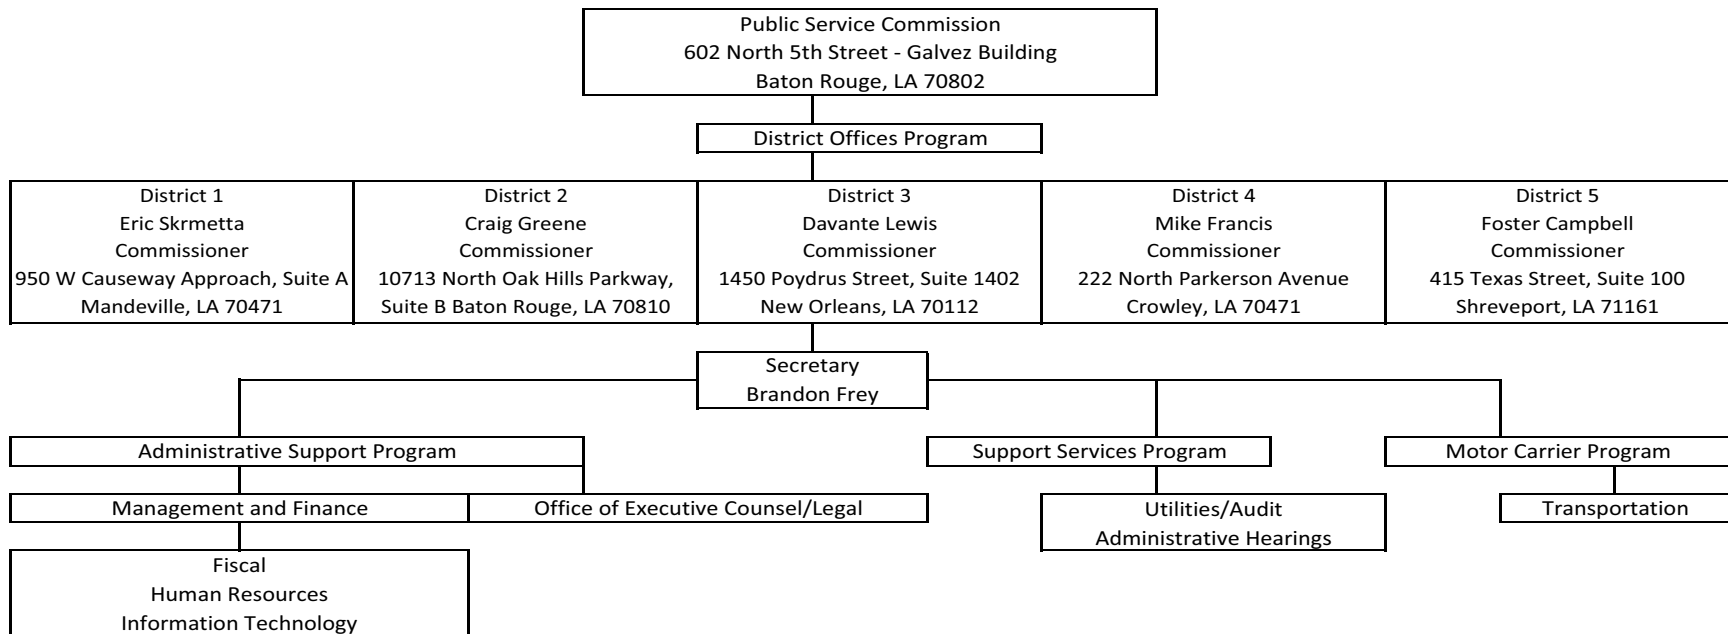 Public Service Commission
602 North 5th Street - Galvez Building
Baton Rouge, LA 70802
District Offices Program
District 1
Eric Skrmetta
Commissioner
950 W Causeway Approach, Suite A
Mandeville, LA 70471
District 2
Craig Greene
Commissioner
10713 North Oak Hills Parkway,
Suite B Baton Rouge, LA 70810
District 3
Davante Lewis
Commissioner
1450 Poydrus Street, Suite 1402
New Orleans, LA 70112
District 4
Mike Francis
Commissioner
222 North Parkerson Avenue
Crowley, LA 70471
District 5
Foster Campbell
Commissioner
415 Texas Street, Suite 100
Shreveport, LA 71161
Secretary
Brandon Frey
Administrative Support Program
Support Services Program
Motor Carrier Program
Management and Finance
Office of Executive Counsel/Legal
Utilities/Audit
Administrative Hearings
Transportation
Fiscal
Human Resources
Information Technology